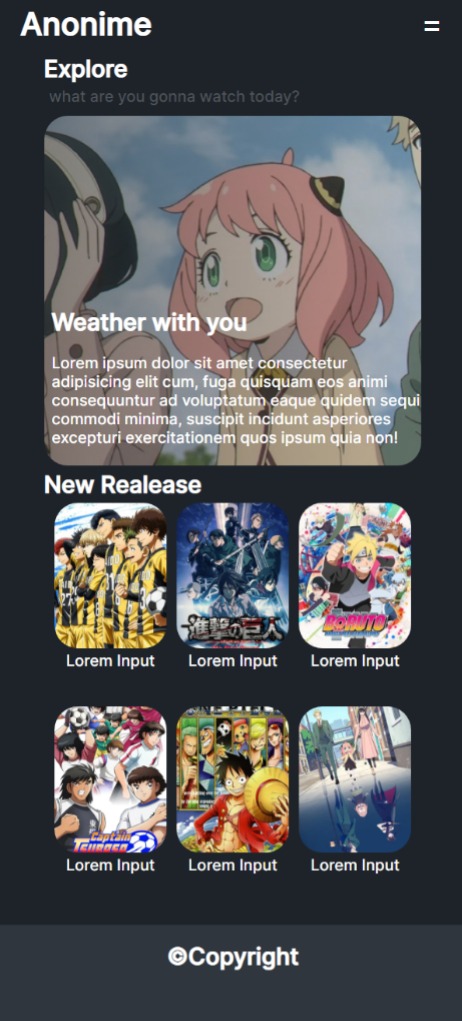 Anonime
Explore
what are you gonna watch today?
Weather with you
Lorem ipsum dolor sit amet consectetur
adipisicing elit cum, fuga quisquam eos animi
consequuntur ad voluptatum eaque quidem sequi
commodi minima, suscipit incidunt asperiores
excepturi exercitationem quos ipsum quia non!
New Realease
進撃の巨人
BORUTO
Lorem Input
Lorem Input
Lorem Input
Captain
TSUBASA
Lorem Input
Lorem Input
Lorem Input
©Copyright